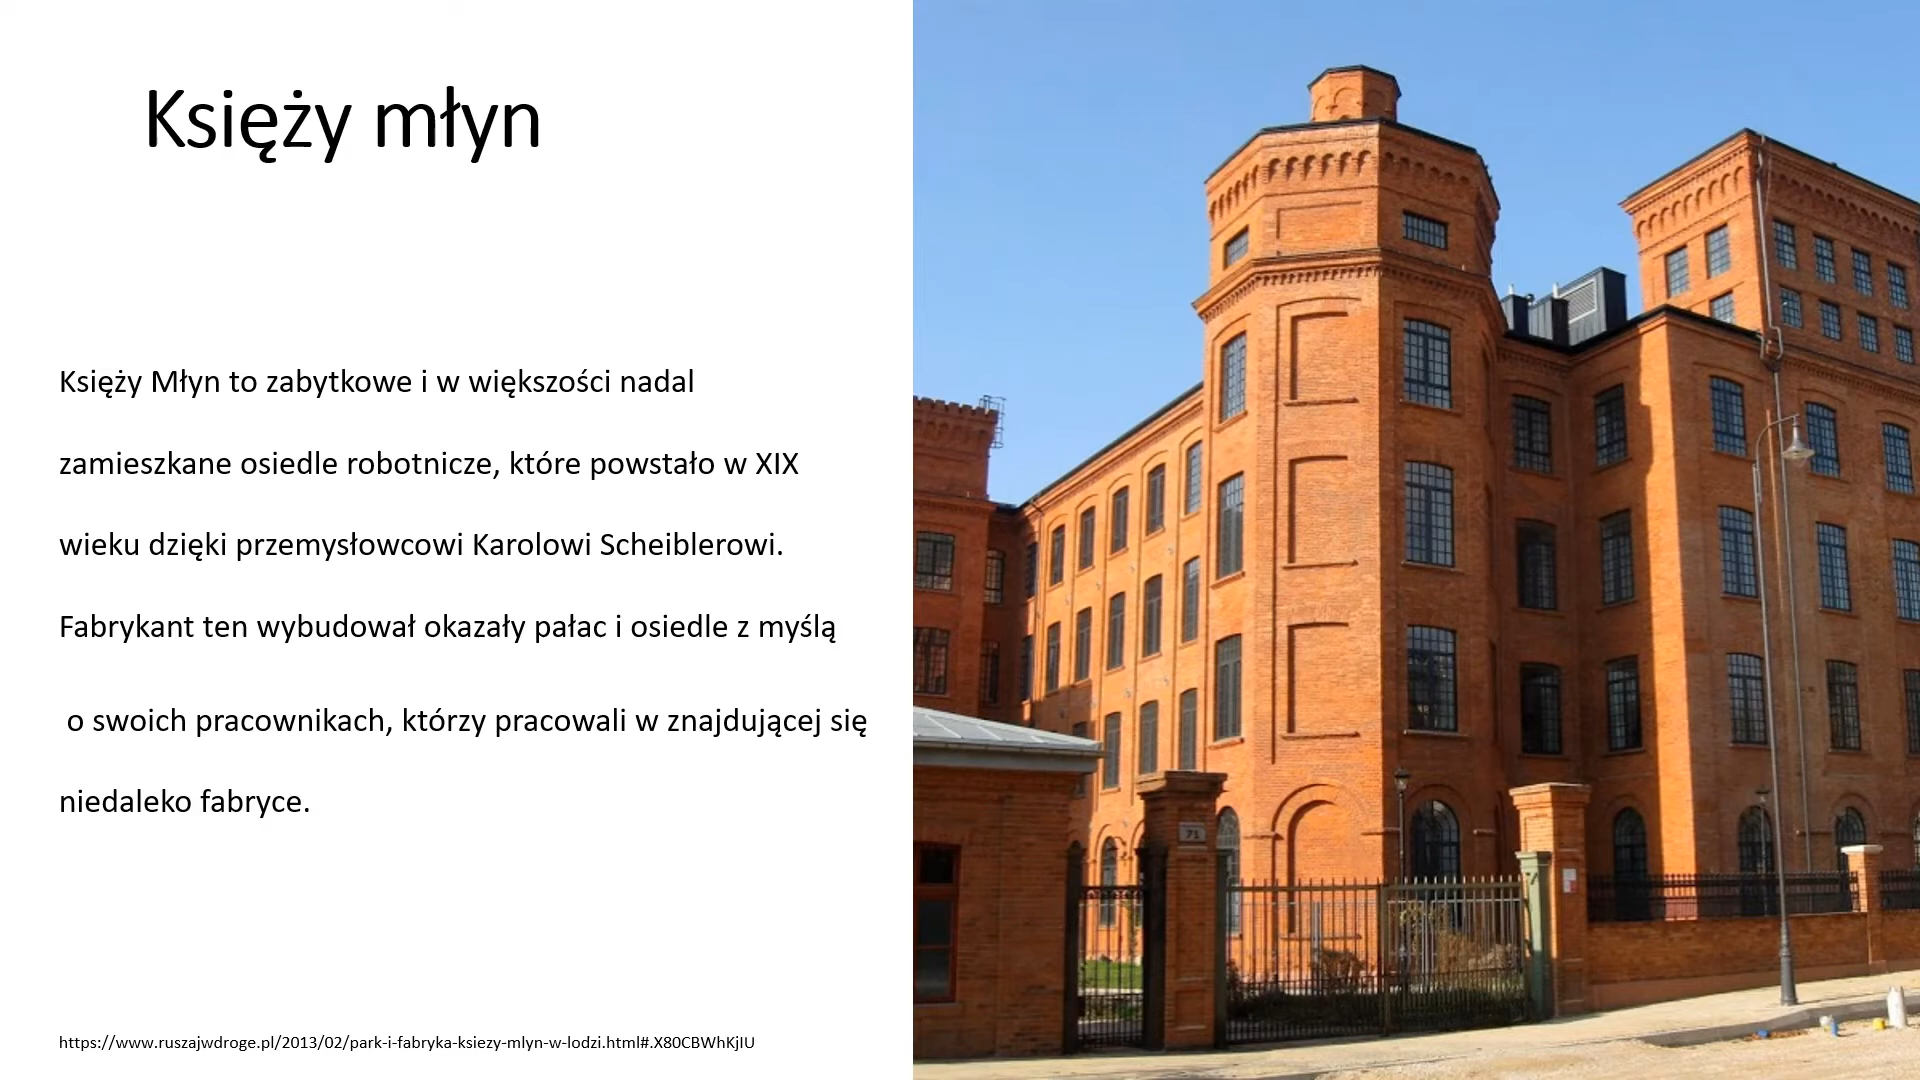 Księży młyn
Księży Młyn to zabytkowe i w większości nadal
zamieszkane osiedle robotnicze, które powstało w XIX
wieku dzięki przemysłowcowi Karolowi Scheiblerowi.
Fabrykant ten wybudował okazały pałac i osiedle z myślą
o swoich pracownikach, którzy pracowali w znajdującej się
niedaleko fabryce.
https://www.ruszajwdroge.pl/2013/02/park-i-fabryka-ksiezy-mlyn-w-lodzi.html#.X80CBWhKjIU
71